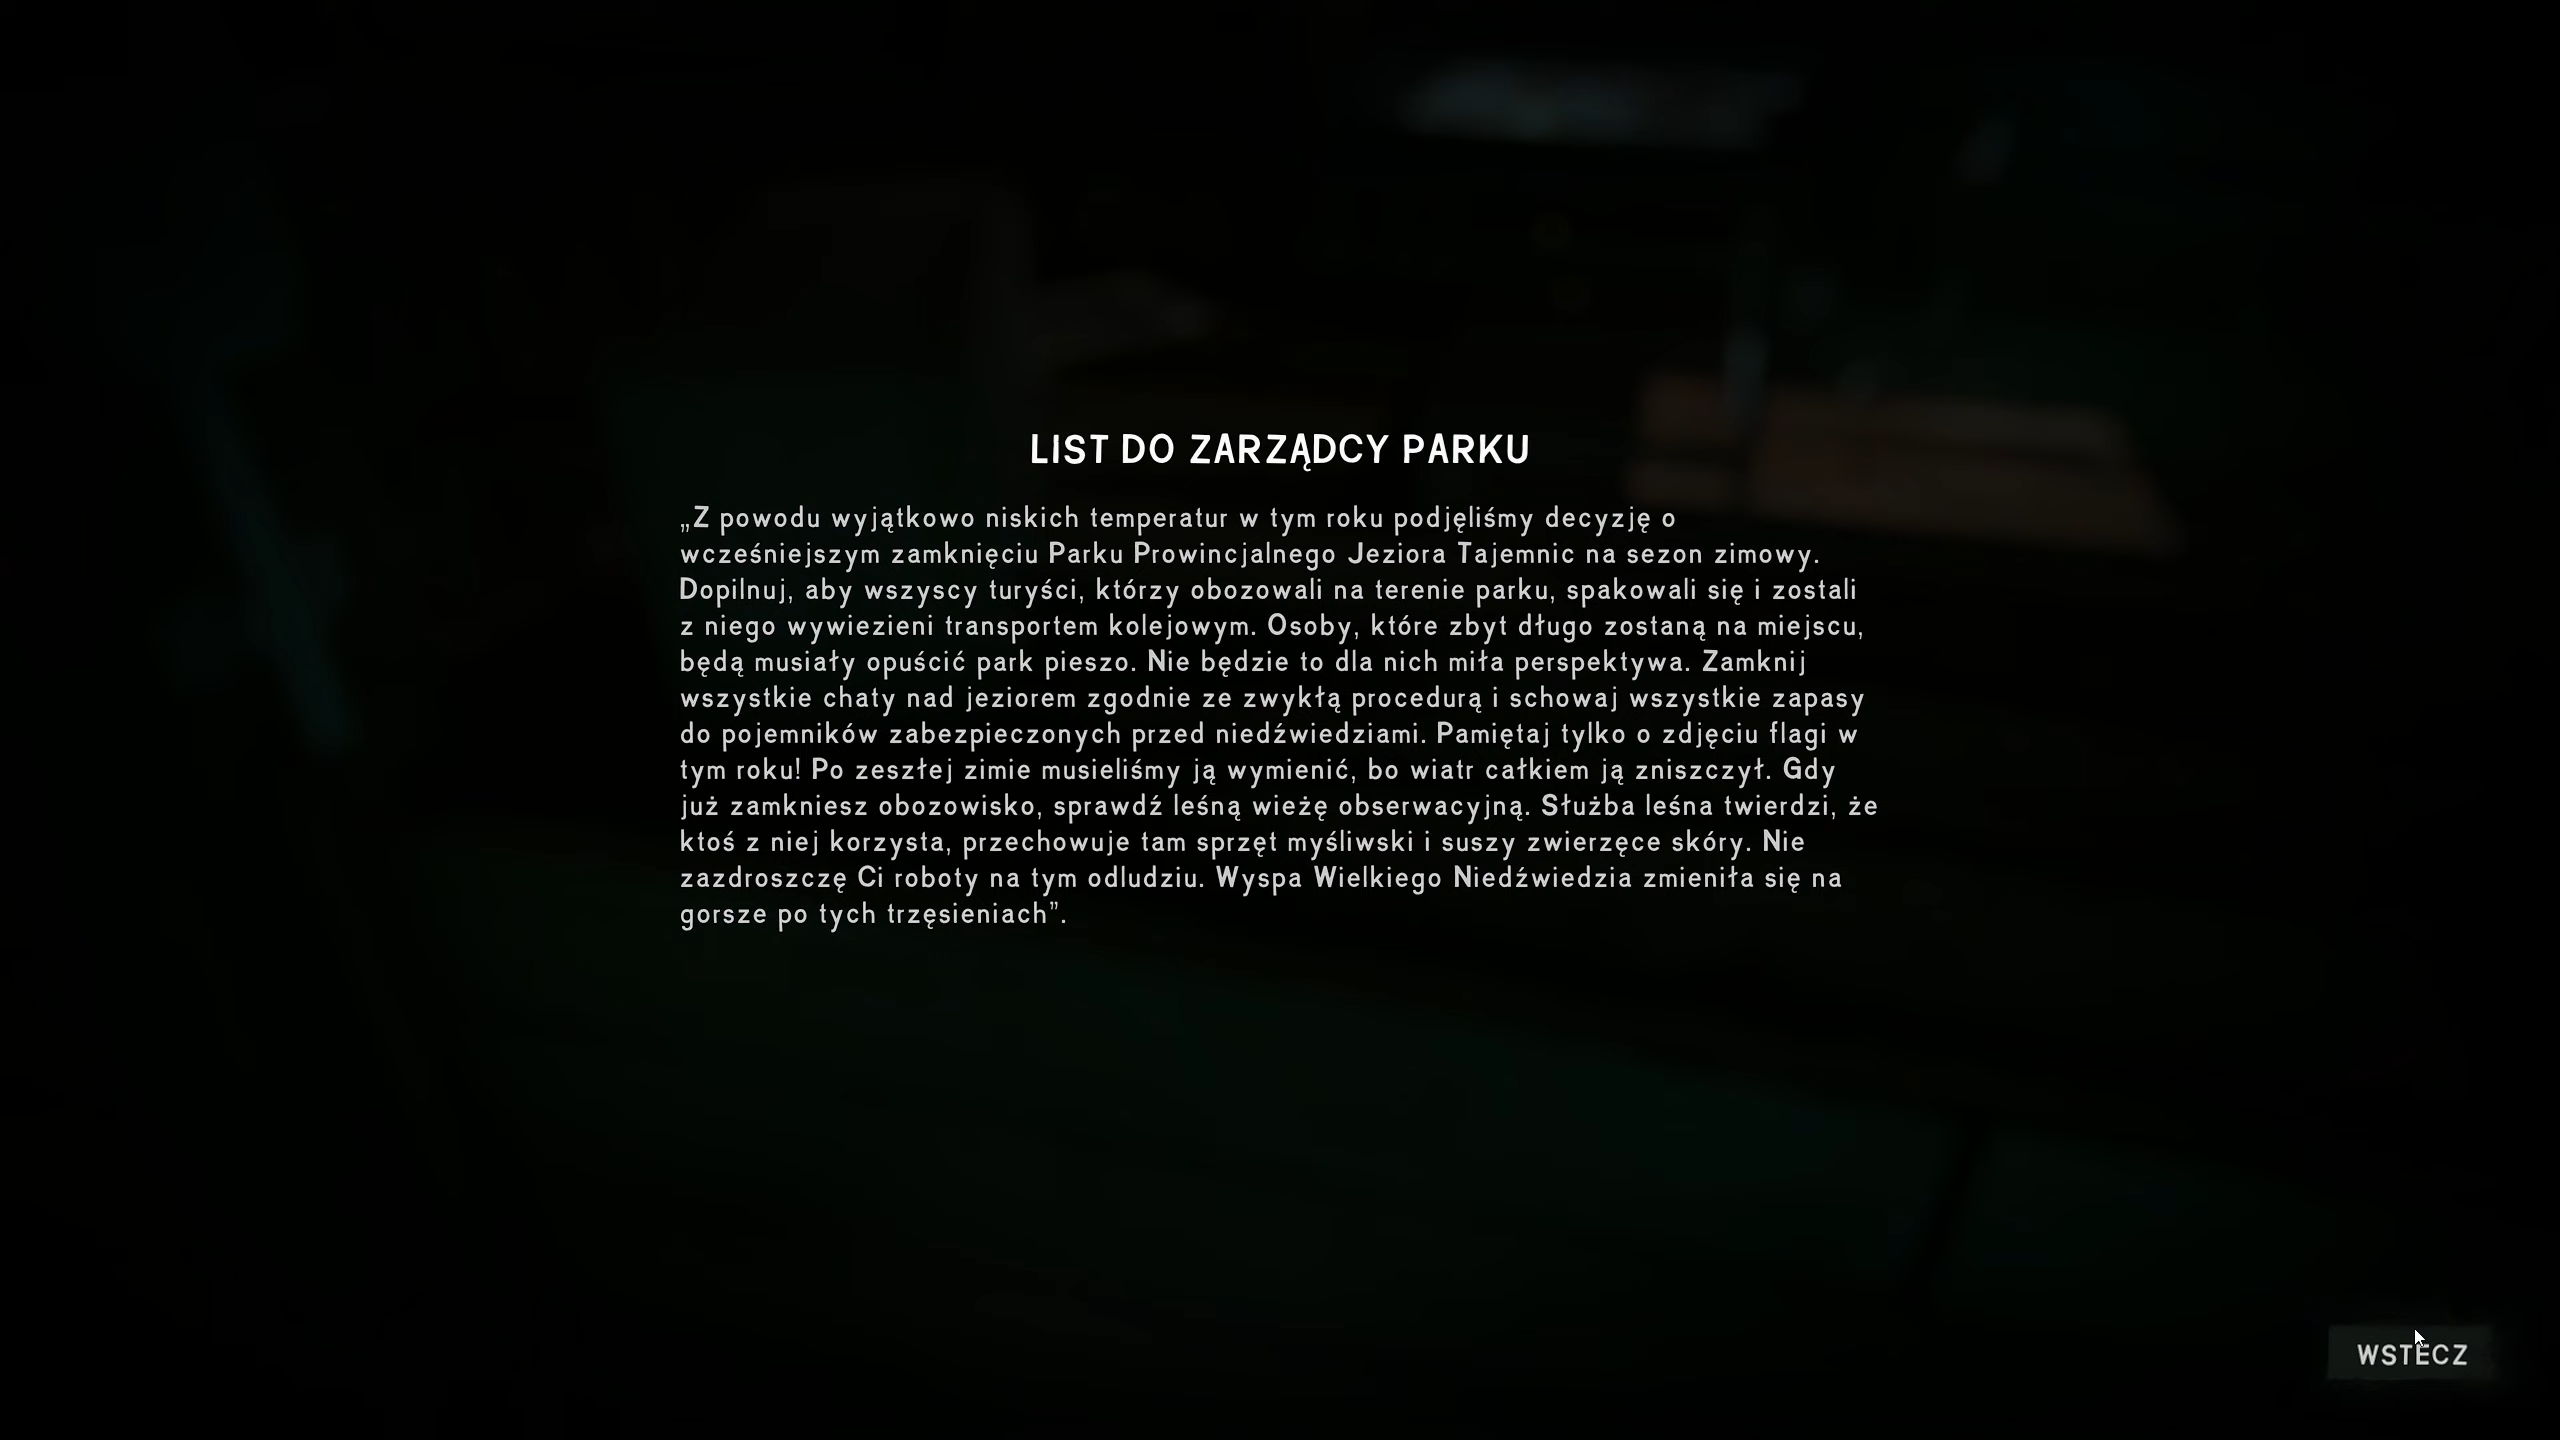 LIST DO ZARZĄDCY PARKU
„Z powodu wyjątkowo niskich temperatur w tym roku podjęliśmy decyzję o
wcześniejszym zamknięciu Parku Prowincjalnego Jeziora Tajemnic na sezon zimowy.
Dopilnuj, aby wszyscy turyści, którzy obozowali na terenie parku, spakowali się i zostali
z niego wywiezieni transportem kolejowym. Osoby, które zbyt długo zostaną na miejscu,
będą musiały opuścić park pieszo. Nie będzie to dla nich miła perspektywa. Zamknij
wszystkie chaty nad jeziorem zgodnie ze zwykłą procedurą i schowaj wszystkie zapasy
do pojemników zabezpieczonych przed niedźwiedziami. Pamiętaj tylko o zdjęciu flagi w
tym roku! Po zeszłej zimie musieliśmy ją wymienić, bo wiatr całkiem ją zniszczył. Gdy
już zamkniesz obozowisko, sprawdź leśną wieżę obserwacyjną. Służba leśna twierdzi, że
ktoś z niej korzysta, przechowuje tam sprzęt myśliwski i suszy zwierzęce skóry. Nie
zazdroszczę Ci roboty na tym odludziu. Wyspa Wielkiego Niedźwiedzia zmieniła się na
gorsze po tych trzęsieniach”.
WSTECZ